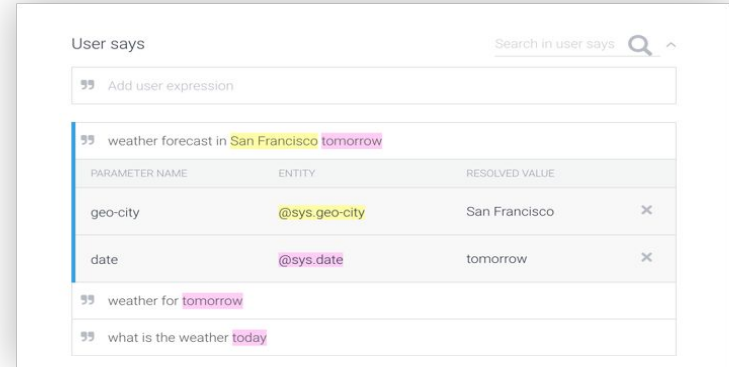 User says
Search in user says
Add user expression
weather forecast in San Francisco tomorrow
PARAMETER NAME ENTITY RESOLVED VALUE
geo-city @sys.geo-city San Francisco
date @sys.date tomorrow
weather for tomorrow
what is the weather today